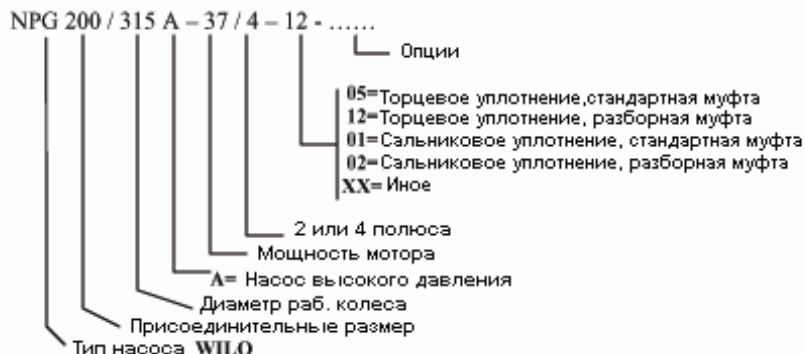 NPG 200 / 315 A – 37 / 4 – 12 - ......
Опции
05=Торцевое уплотнение,стандартная муфта
12=Торцевое уплотнение, разборная муфта
01=Сальниковое уплотнение, стандартная муфта
02=Сальниковое уплотнение, разборная муфта
XX= Иное
2 или 4 полюса
Мощность мотора
A= Насос высокого давления
Диаметр раб. колеса
Присоединительные размер
Тип насоса WILO